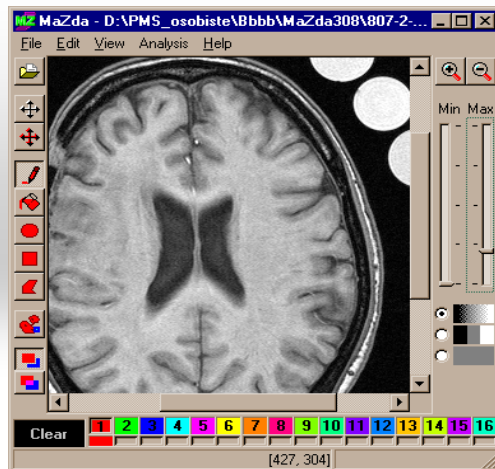 MZ MaZda - D:\PMS_osobiste\Bbbb\MaZda308\807-2-...
File Edit View Analysis Help
Min Max
Clear 1 2 3 4 5 6 7 8 9 10 11 12 13 14 15 16
[427, 304]